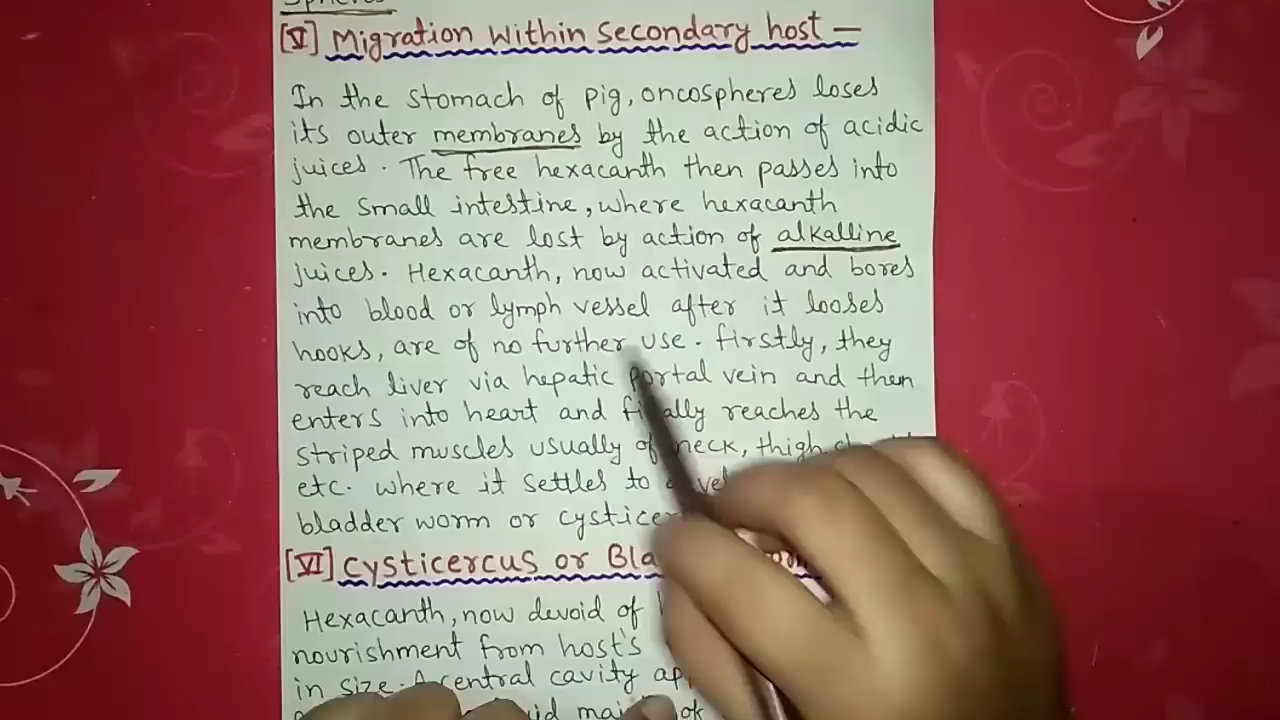 [V] Migration within secondary host —
In the stomach of pig, oncospheres loses
its outer membranes by the action of acidic
juices. The free hexacanth then passes into
the small intestine, where hexacanth
membranes are lost by action of alkalline
juices. Hexacanth, now activated and bores
into blood or lymph vessel after it looses
hooks, are of no further use. firstly, they
reach liver via hepatic portal vein and then
enters into heart and finally reaches the
striped muscles usually of neck, thigh,
etc. where it settles to
bladder worm or
[VI] Cysticercus or
Hexacanth, now devoid of
nourishment from host's
in size. A central cavity